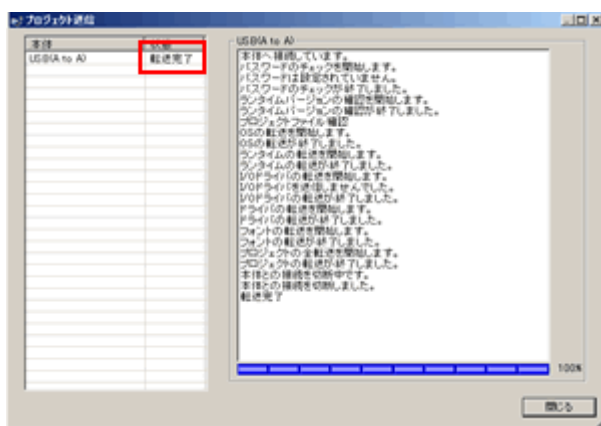 プロジェクト送信
本体
状態
USB(A to A)
転送完了
USB(A to A)
本体へ接続しています。
パスワードのチェックを開始します。
パスワードは設定されていません。
パスワードのチェックが終了しました。
ランタイムバージョンの確認を開始します。
ランタイムバージョンの確認が終了しました。
プロジェクトファイル確認
OSの転送を開始します。
OSの転送が終了しました。
ランタイムの転送を開始します。
ランタイムの転送が終了しました。
I/Oドライバの転送を開始します。
I/Oドライバを送信しませんでした。
I/Oドライバの転送が終了しました。
ドライバの転送を開始します。
ドライバの転送が終了しました。
フォントの転送を開始します。
フォントの転送が終了しました。
プロジェクトの全転送を開始します。
プロジェクトの転送が終了しました。
本体との接続を切断中です。
本体との接続を切断しました。
転送完了
100%
閉じる